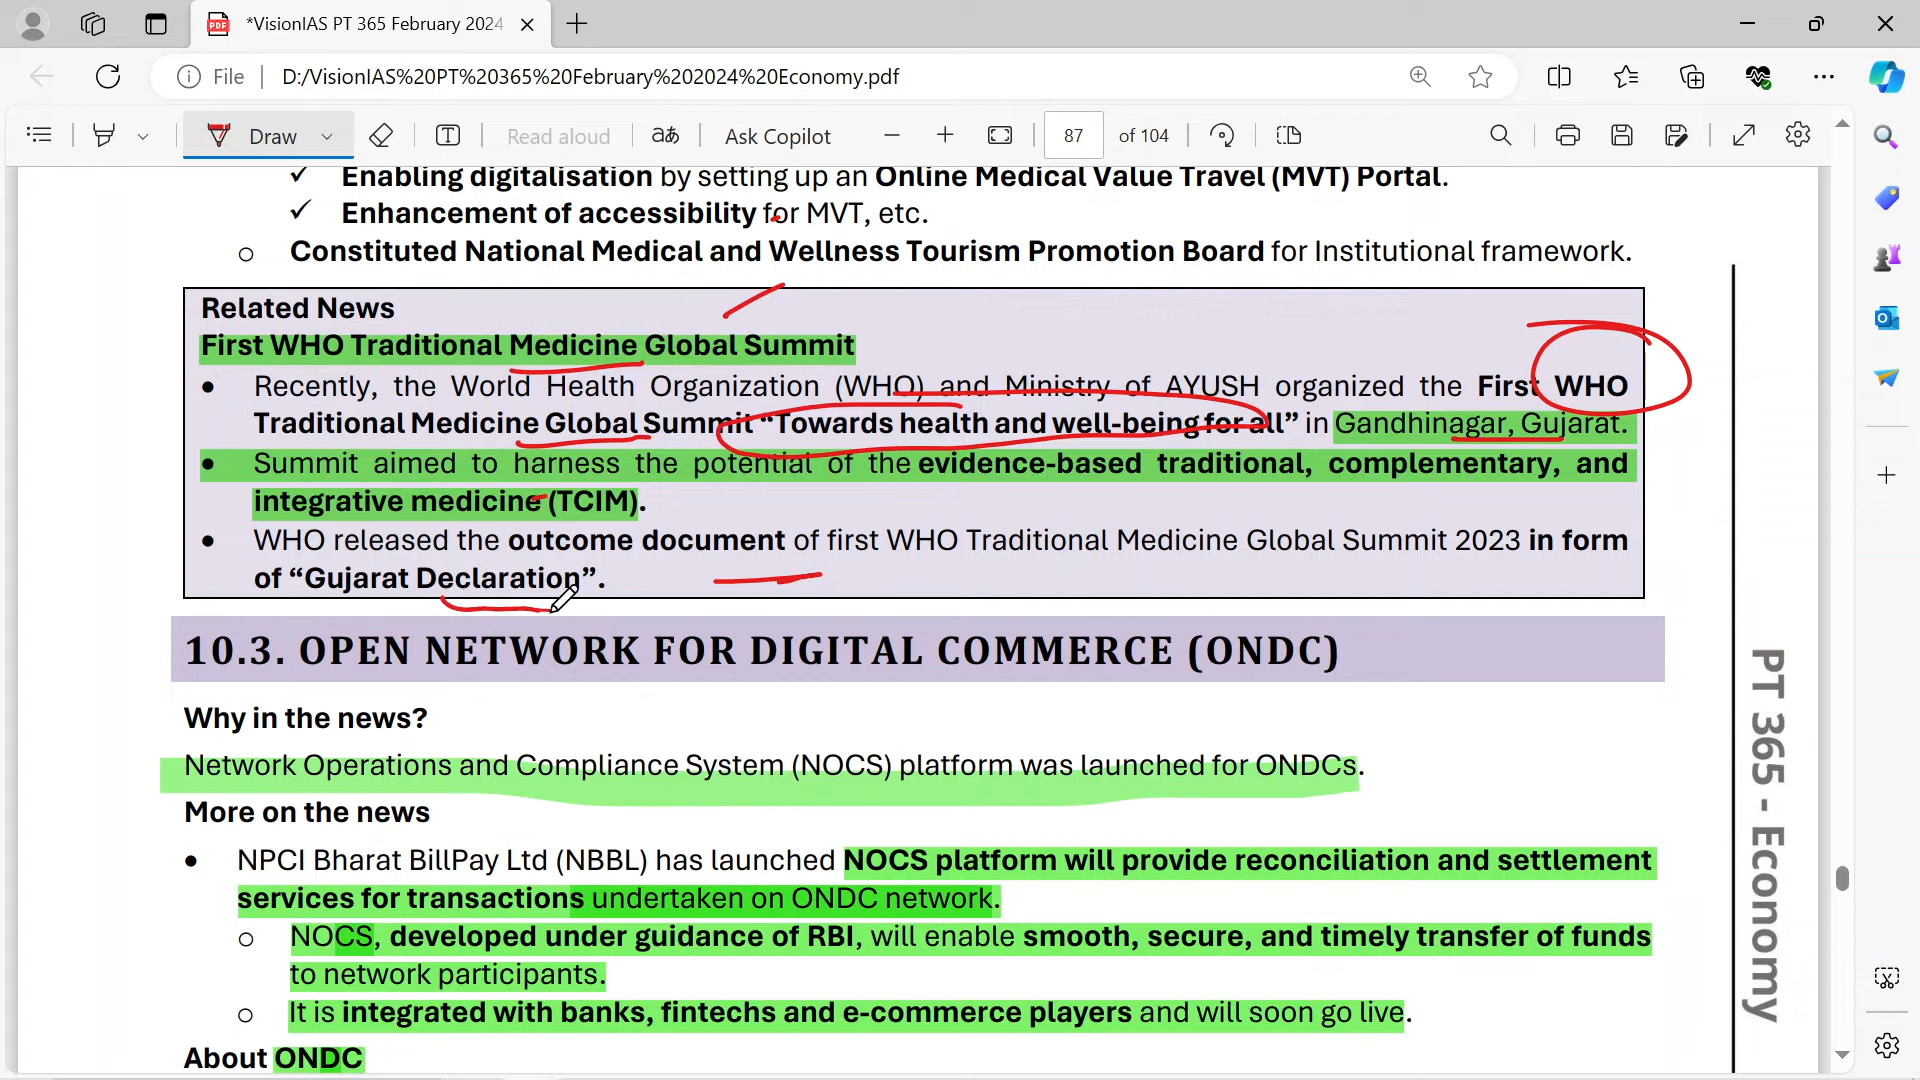 *VisionIAS PT 365 February 2024
File
D:/VisionIAS%20PT%20365%20February%202024%20Economy.pdf
Draw
Read aloud
aあ
Ask Copilot
87
of 104
✓ Enabling digitalisation by setting up an Online Medical Value Travel (MVT) Portal.
✓ Enhancement of accessibility for MVT, etc.
o Constituted National Medical and Wellness Tourism Promotion Board for Institutional framework.
Related News
First WHO Traditional Medicine Global Summit
• Recently, the World Health Organization (WHO) and Ministry of AYUSH organized the First WHO
Traditional Medicine Global Summit “Towards health and well-being for all” in Gandhinagar, Gujarat.
• Summit aimed to harness the potential of the evidence-based traditional, complementary, and
integrative medicine (TCIM).
• WHO released the outcome document of first WHO Traditional Medicine Global Summit 2023 in form
of “Gujarat Declaration”.
10.3. OPEN NETWORK FOR DIGITAL COMMERCE (ONDC)
Why in the news?
Network Operations and Compliance System (NOCS) platform was launched for ONDCs.
More on the news
• NPCI Bharat BillPay Ltd (NBBL) has launched NOCS platform will provide reconciliation and settlement
services for transactions undertaken on ONDC network.
o NOCS, developed under guidance of RBI, will enable smooth, secure, and timely transfer of funds
to network participants.
o It is integrated with banks, fintechs and e-commerce players and will soon go live.
About ONDC
PT 365 - Economy